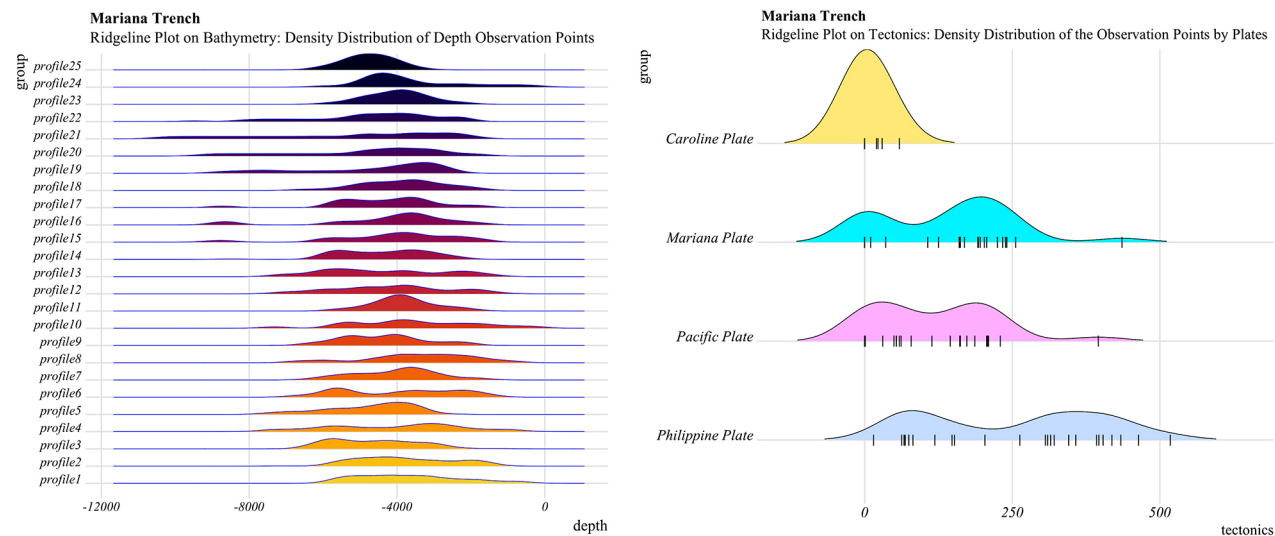 Mariana Trench
Ridgeline Plot on Bathymetry: Density Distribution of Depth Observation Points
group
profile25
profile24
profile23
profile22
profile21
profile20
profile19
profile18
profile17
profile16
profile15
profile14
profile13
profile12
profile11
profile10
profile9
profile8
profile7
profile6
profile5
profile4
profile3
profile2
profile1
-12000 -8000 -4000 0
depth
Mariana Trench
Ridgeline Plot on Tectonics: Density Distribution of the Observation Points by Plates
group
Caroline Plate
Mariana Plate
Pacific Plate
Philippine Plate
0 250 500
tectonics